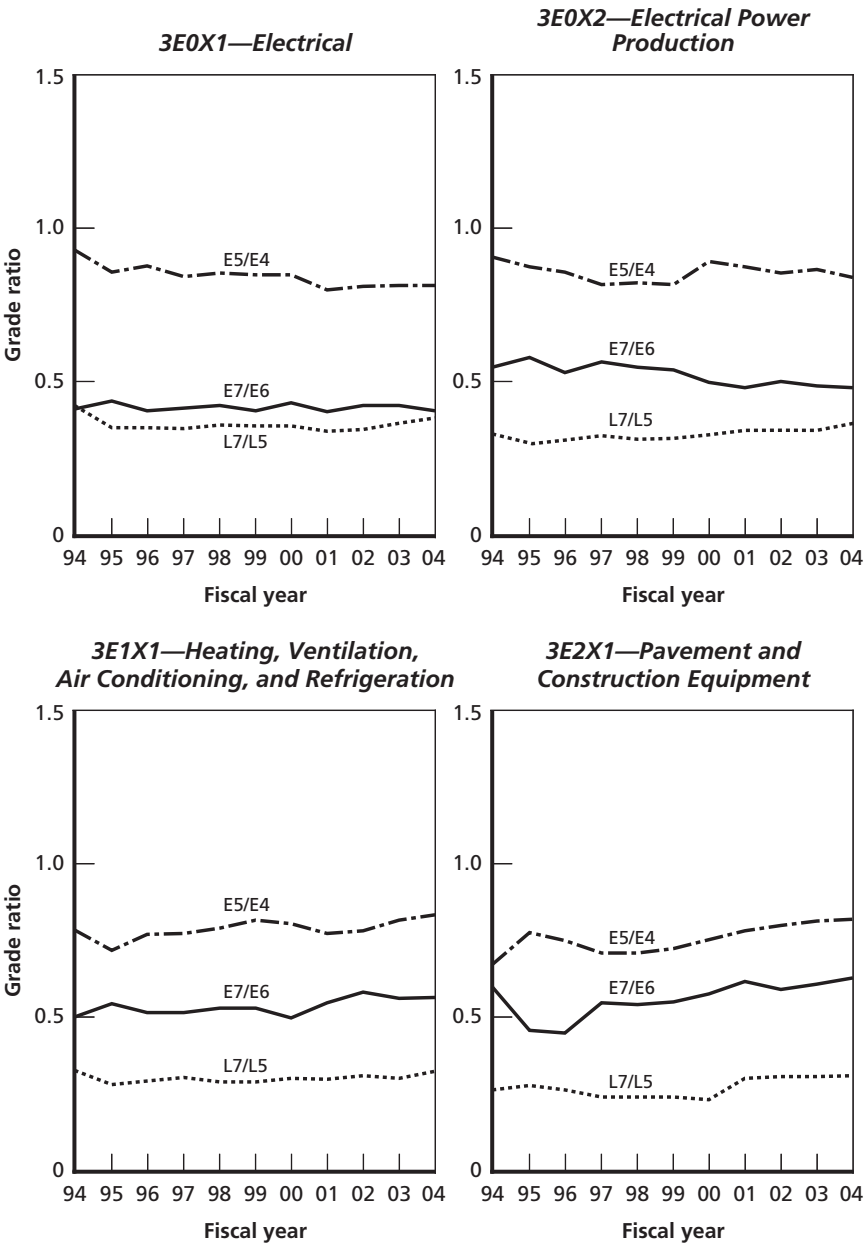 3E0X1—Electrical
Grade ratio
1.5
1.0
0.5
0
E5/E4
E7/E6
L7/L5
94 95 96 97 98 99 00 01 02 03 04
Fiscal year
3E0X2—Electrical Power
Production
1.5
1.0
0.5
0
E5/E4
E7/E6
L7/L5
94 95 96 97 98 99 00 01 02 03 04
Fiscal year
3E1X1—Heating, Ventilation,
Air Conditioning, and Refrigeration
Grade ratio
1.5
1.0
0.5
0
E5/E4
E7/E6
L7/L5
94 95 96 97 98 99 00 01 02 03 04
Fiscal year
3E2X1—Pavement and
Construction Equipment
1.5
1.0
0.5
0
E5/E4
E7/E6
L7/L5
94 95 96 97 98 99 00 01 02 03 04
Fiscal year